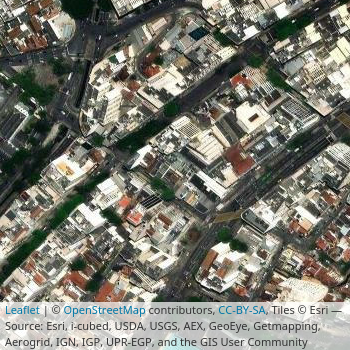 Leaflet | © OpenStreetMap contributors, CC-BY-SA, Tiles © Esri —
Source: Esri, i-cubed, USDA, USGS, AEX, GeoEye, Getmapping,
Aerogrid, IGN, IGP, UPR-EGP, and the GIS User Community